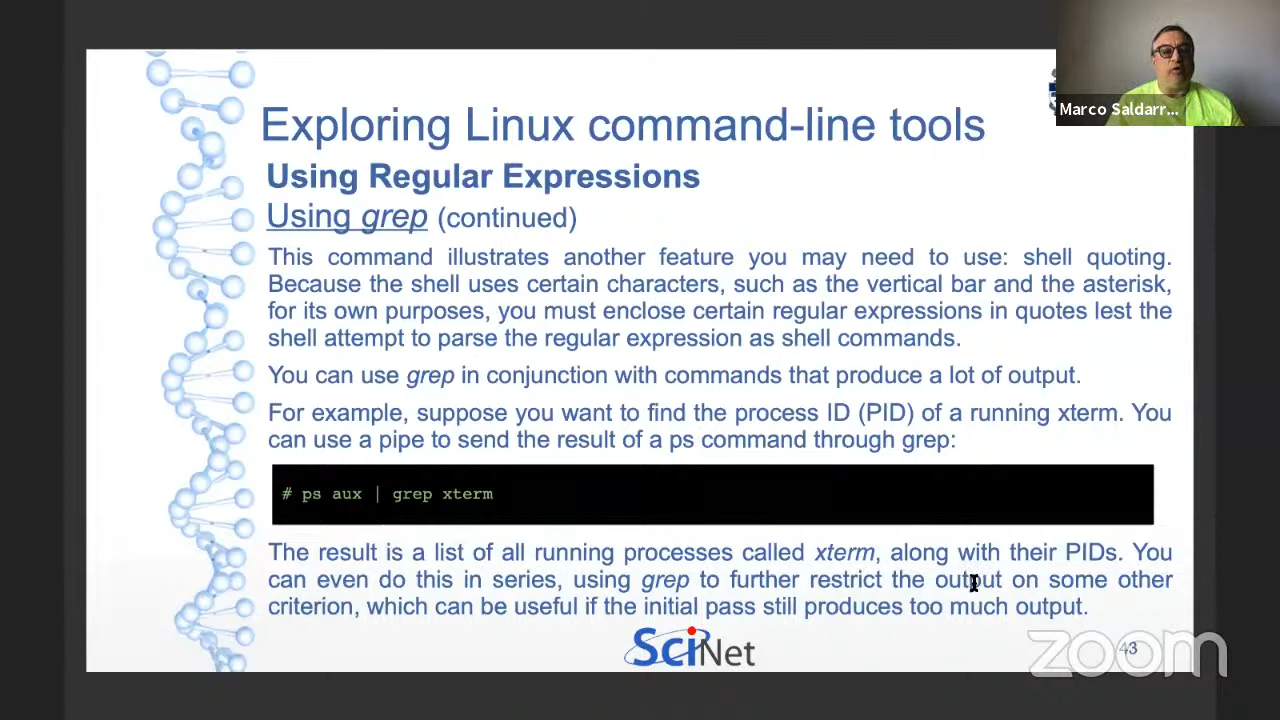 Marco Saldarr...
Exploring Linux command-line tools
Using Regular Expressions
Using grep (continued)
This command illustrates another feature you may need to use: shell quoting.
Because the shell uses certain characters, such as the vertical bar and the asterisk,
for its own purposes, you must enclose certain regular expressions in quotes lest the
shell attempt to parse the regular expression as shell commands.
You can use grep in conjunction with commands that produce a lot of output.
For example, suppose you want to find the process ID (PID) of a running xterm. You
can use a pipe to send the result of a ps command through grep:
# ps aux | grep xterm
The result is a list of all running processes called xterm, along with their PIDs. You
can even do this in series, using grep to further restrict the output on some other
criterion, which can be useful if the initial pass still produces too much output.
SciNet
43
zoom